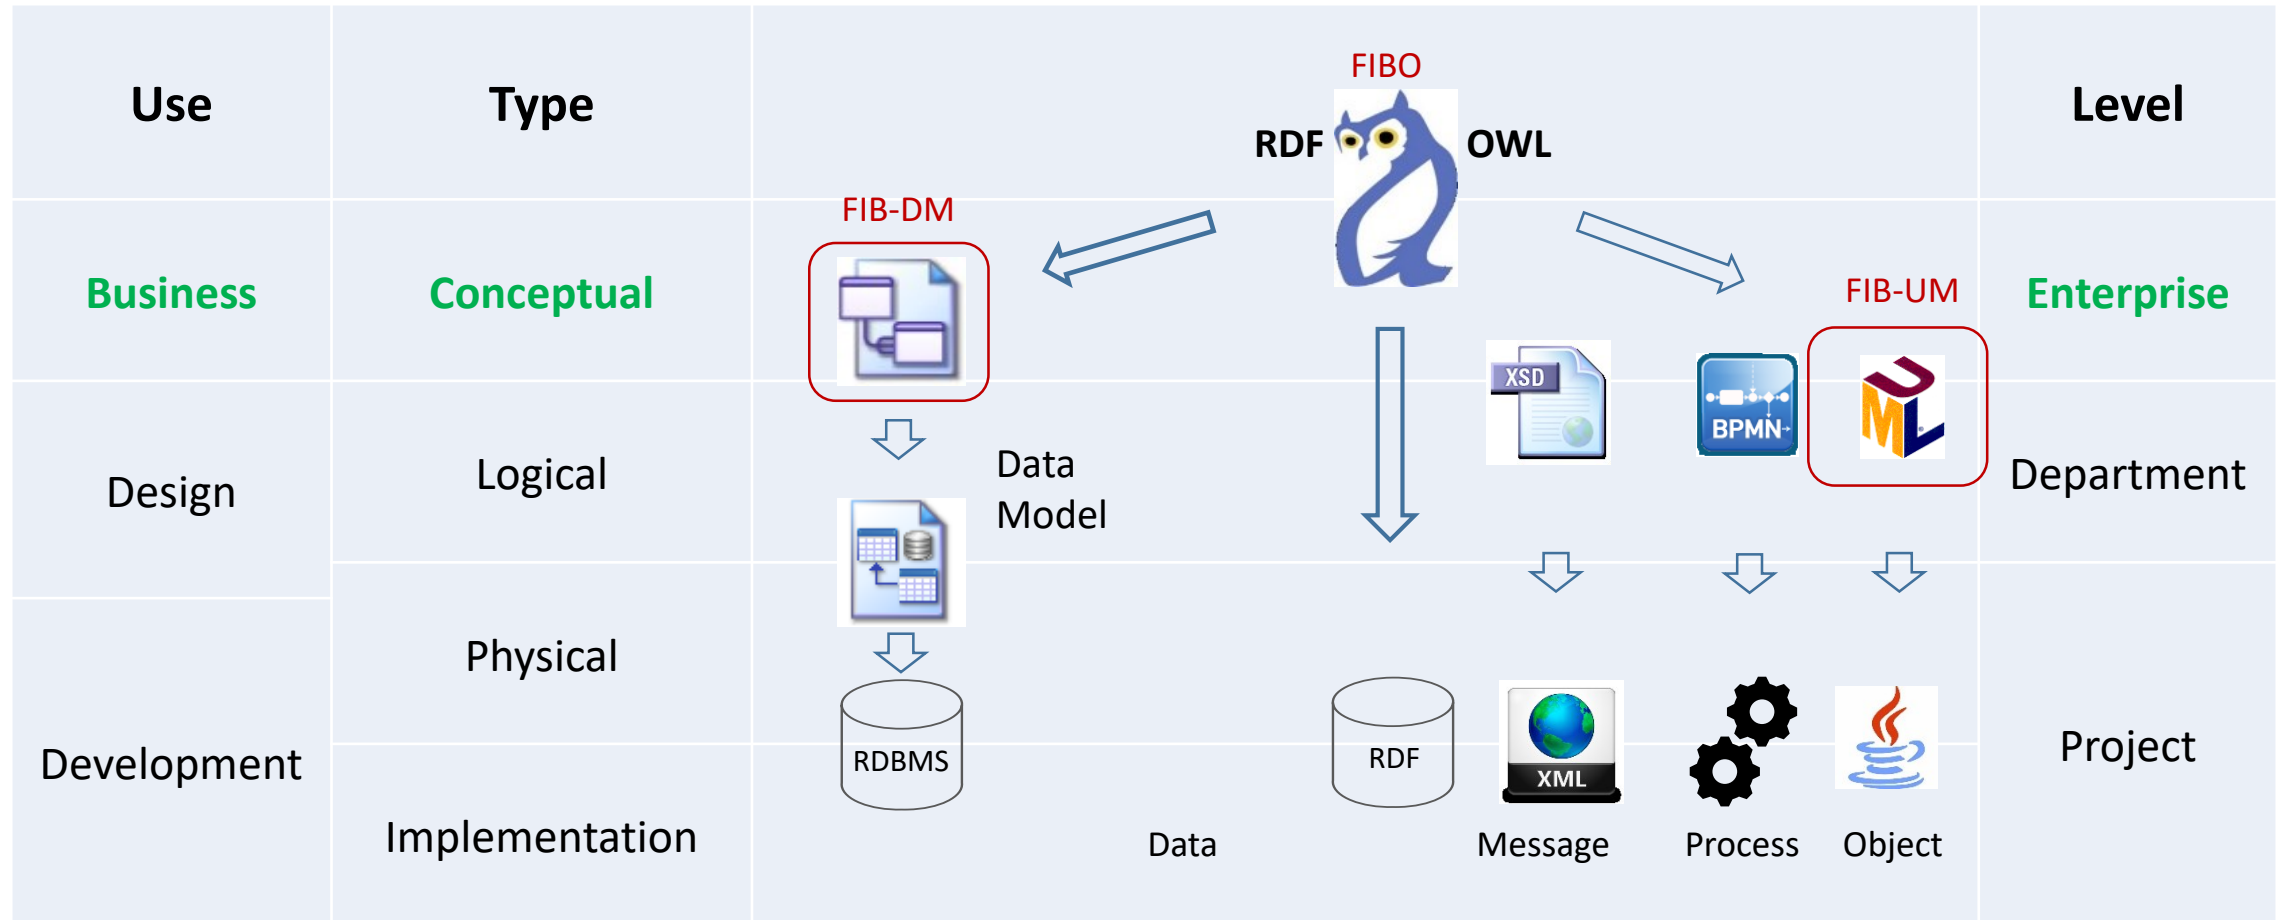 Use
Type
FIBO
RDF
OWL
Level
FIB-DM
Business
Conceptual
FIB-UM
Enterprise
XSD
BPMN
UML
Design
Logical
Data
Model
Department
Physical
Development
RDBMS
RDF
XML
Project
Implementation
Data
Message
Process
Object